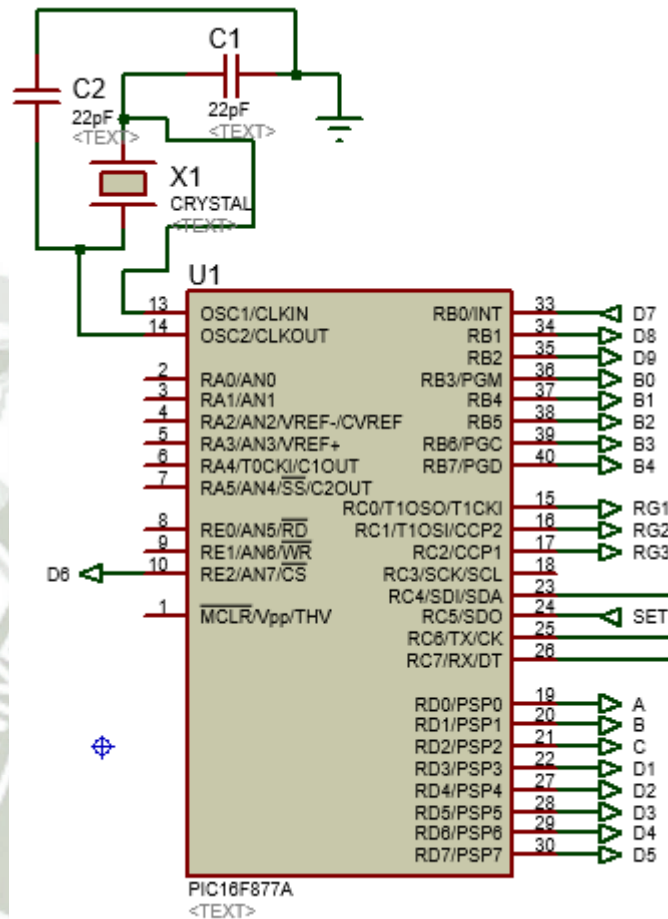 C1
22pF
<TEXT>
C2
22pF
<TEXT>
X1
CRYSTAL
<TEXT>
U1
13 OSC1/CLKIN
14 OSC2/CLKOUT
2 RA0/AN0
3 RA1/AN1
4 RA2/AN2/VREF-/CVREF
5 RA3/AN3/VREF+
6 RA4/T0CKI/C1OUT
7 RA5/AN4/SS/C2OUT
8 RE0/AN5/RD
9 RE1/AN6/WR
D6 10 RE2/AN7/CS
1 MCLR/Vpp/THV
RB0/INT 33 D7
RB1 34 D8
RB2 35 D9
RB3/PGM 36 B0
RB4 37 B1
RB5 38 B2
RB6/PGC 39 B3
RB7/PGD 40 B4
RC0/T1OSO/T1CKI 15 RG1
RC1/T1OSI/CCP2 16 RG2
RC2/CCP1 17 RG3
RC3/SCK/SCL 18
RC4/SDI/SDA 23
RC5/SDO 24 SET
RC6/TX/CK 25
RC7/RX/DT 26
RD0/PSP0 19 A
RD1/PSP1 20 B
RD2/PSP2 21 C
RD3/PSP3 22 D1
RD4/PSP4 27 D2
RD5/PSP5 28 D3
RD6/PSP6 29 D4
RD7/PSP7 30 D5
PIC16F877A
<TEXT>